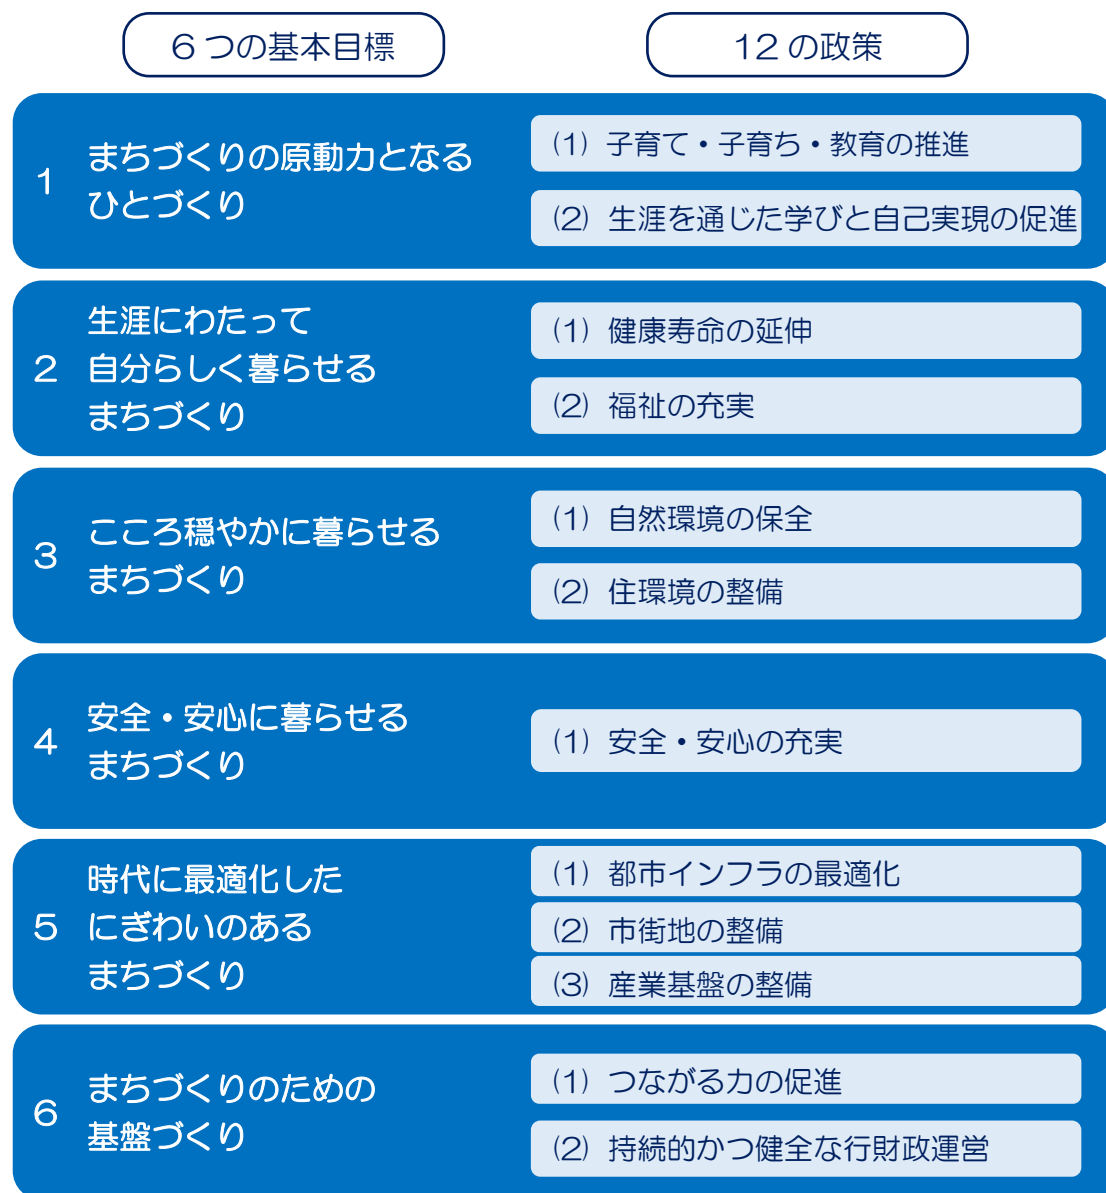 6つの基本目標
12の政策
1
まちづくりの原動力となる
ひとづくり
(1) 子育て・子育ち・教育の推進
(2) 生涯を通じた学びと自己実現の促進
2
生涯にわたって
自分らしく暮らせる
まちづくり
(1) 健康寿命の延伸
(2) 福祉の充実
3
こころ穏やかに暮らせる
まちづくり
(1) 自然環境の保全
(2) 住環境の整備
4
安全・安心に暮らせる
まちづくり
(1) 安全・安心の充実
5
時代に最適化した
にぎわいのある
まちづくり
(1) 都市インフラの最適化
(2) 市街地の整備
(3) 産業基盤の整備
6
まちづくりのための
基盤づくり
(1) つながる力の促進
(2) 持続的かつ健全な行財政運営